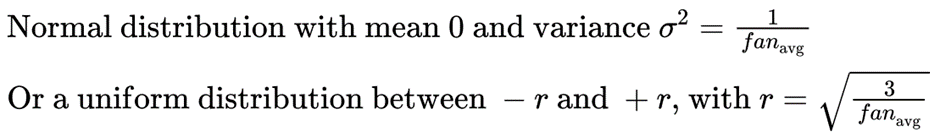 Normal distribution with mean 0 and variance σ² = 1/fan_avg
Or a uniform distribution between − r and + r, with r = √(3/fan_avg)